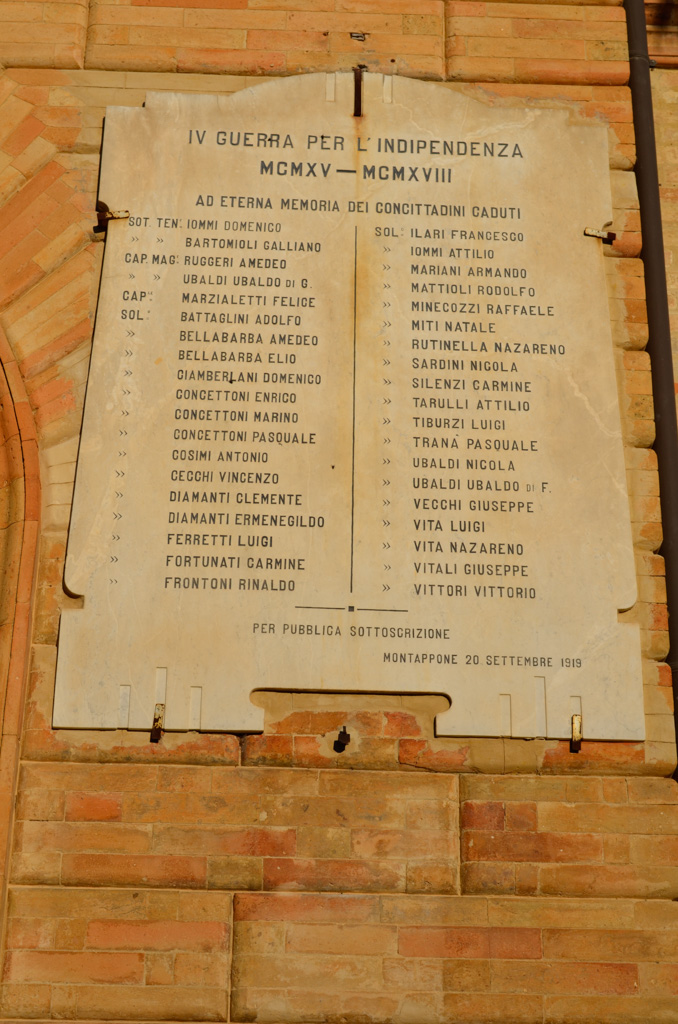 IV GUERRA PER L'INDIPENDENZA
MCMXV — MCMXVIII
AD ETERNA MEMORIA DEI CONCITTADINI CADUTI
SOT. TEN: IOMMI DOMENICO
» » BARTOMIOLI GALLIANO
CAP. MAG: RUGGERI AMEDEO
» » UBALDI UBALDO DI G.
CAP: MARZIALETTI FELICE
SOL: BATTAGLINI ADOLFO
» BELLABARBA AMEDEO
» BELLABARBA ELIO
» CIAMBERLANI DOMENICO
» CONCETTONI ENRICO
» CONCETTONI MARINO
» CONCETTONI PASQUALE
» COSIMI ANTONIO
» CECCHI VINCENZO
» DIAMANTI CLEMENTE
» DIAMANTI ERMENEGILDO
» FERRETTI LUIGI
» FORTUNATI CARMINE
» FRONTONI RINALDO
SOL: ILARI FRANCESCO
» IOMMI ATTILIO
» MARIANI ARMANDO
» MATTIOLI RODOLFO
» MINECOZZI RAFFAELE
» MITI NATALE
» RUTINELLA NAZARENO
» SARDINI NICOLA
» SILENZI CARMINE
» TARULLI ATTILIO
» TIBURZI LUIGI
» TRANÀ PASQUALE
» UBALDI NICOLA
» UBALDI UBALDO DI F.
» VECCHI GIUSEPPE
» VITA LUIGI
» VITA NAZARENO
» VITALI GIUSEPPE
» VITTORI VITTORIO
PER PUBBLICA SOTTOSCRIZIONE
MONTAPPONE 20 SETTEMBRE 1919